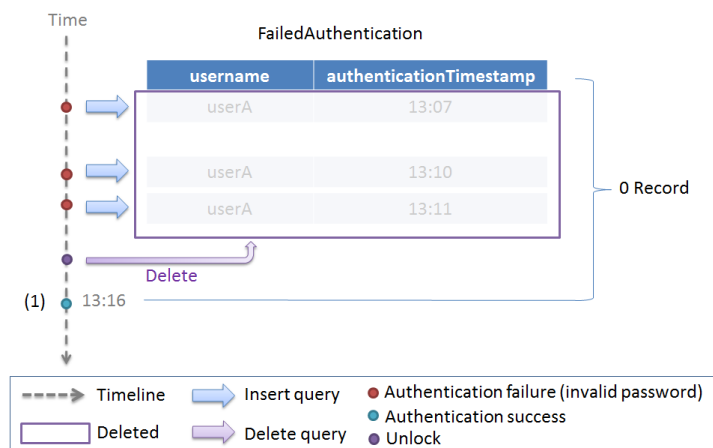 Time
FailedAuthentication
username authenticationTimestamp
userA 13:07
userA 13:10
userA 13:11
0 Record
Delete
(1) 13:16
Timeline Insert query Authentication failure (invalid password)
Authentication success
Deleted Delete query Unlock